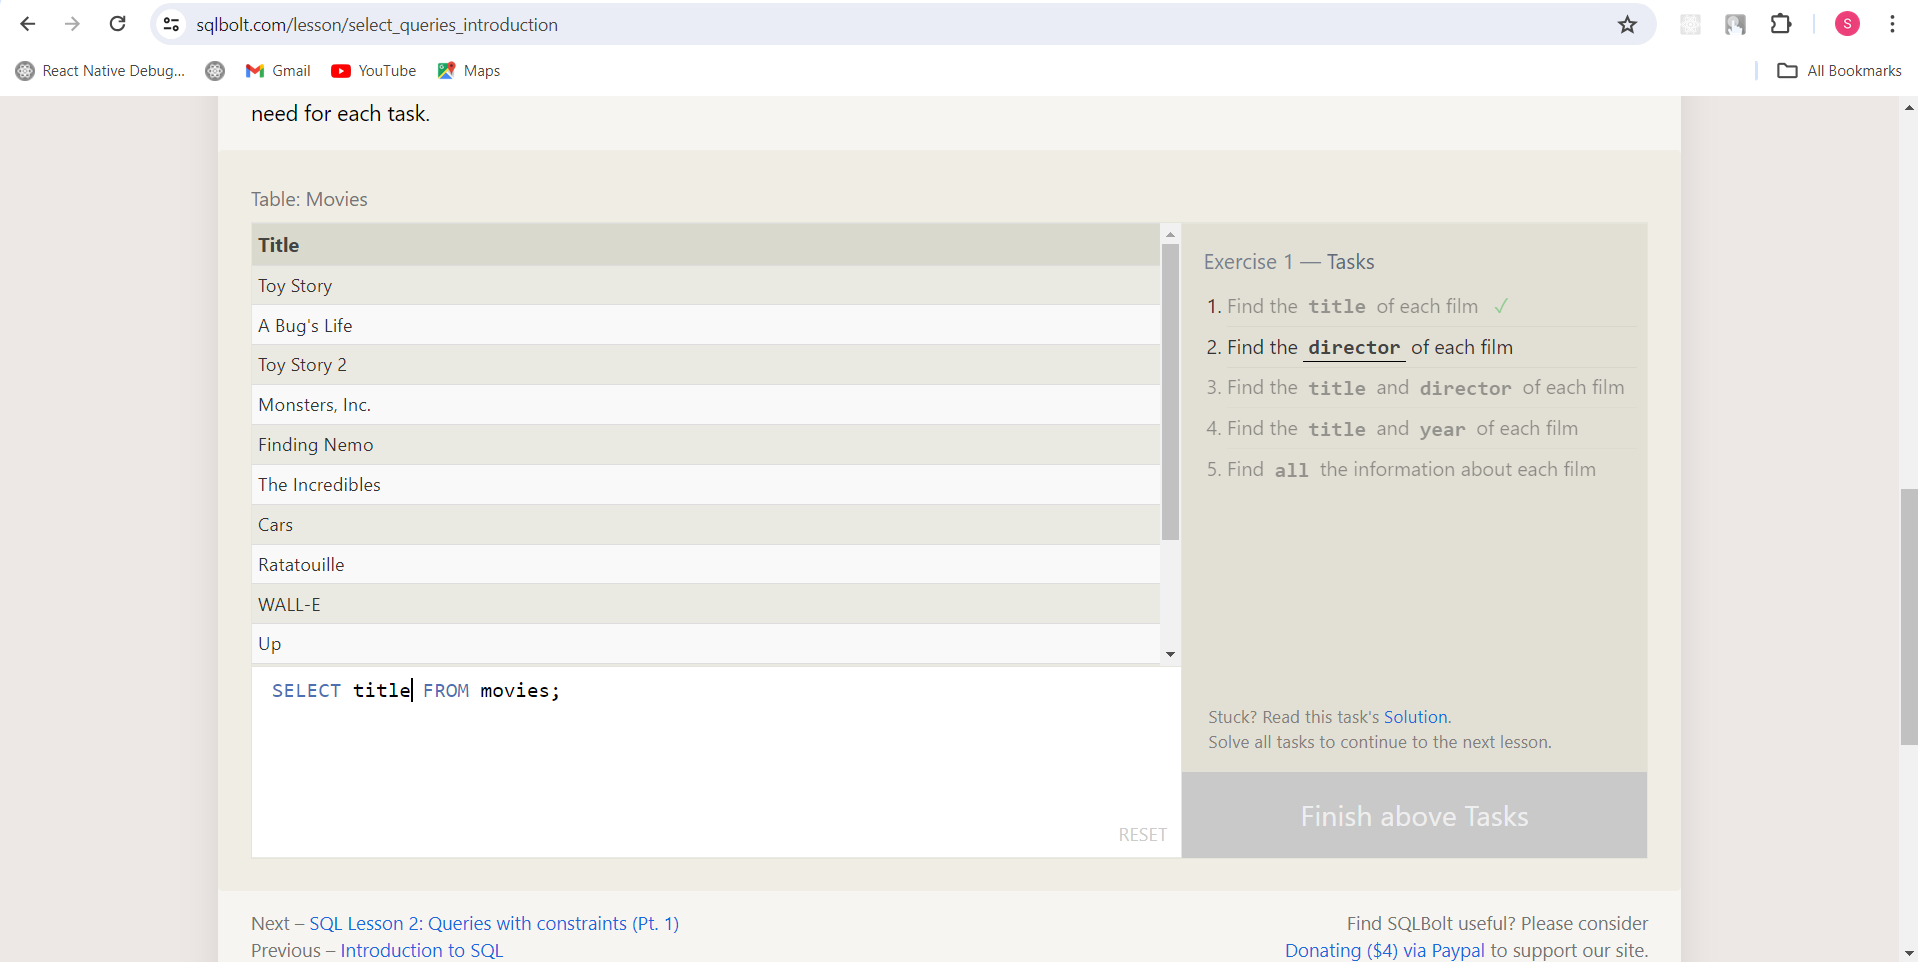 sqlbolt.com/lesson/select_queries_introduction
S
React Native Debug...
Gmail
YouTube
Maps
All Bookmarks
need for each task.
Table: Movies
Title
Toy Story
A Bug's Life
Toy Story 2
Monsters, Inc.
Finding Nemo
The Incredibles
Cars
Ratatouille
WALL-E
Up
SELECT title FROM movies;
RESET
Exercise 1 — Tasks
1. Find the title of each film ✓
2. Find the director of each film
3. Find the title and director of each film
4. Find the title and year of each film
5. Find all the information about each film
Stuck? Read this task's Solution.
Solve all tasks to continue to the next lesson.
Finish above Tasks
Next – SQL Lesson 2: Queries with constraints (Pt. 1)
Previous – Introduction to SQL
Find SQLBolt useful? Please consider
Donating ($4) via Paypal to support our site.